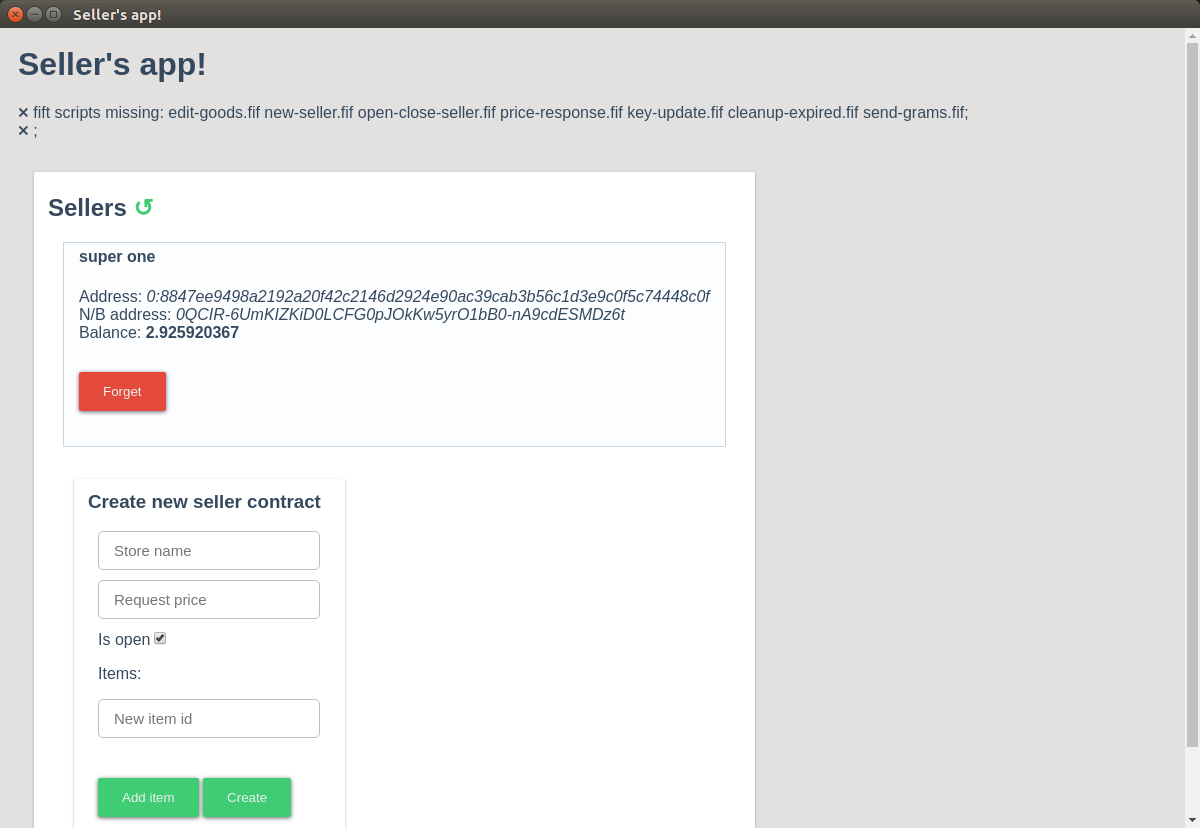 Seller's app!
Seller's app!
× fift scripts missing: edit-goods.fif new-seller.fif open-close-seller.fif price-response.fif key-update.fif cleanup-expired.fif send-grams.fif;
× ;
Sellers ↺
super one
Address: 0:8847ee9498a2192a20f42c2146d2924e90ac39cab3b56c1d3e9c0f5c74448c0f
N/B address: 0QCIR-6UmKIZKiD0LCFG0pJOkKw5yrO1bB0-nA9cdESMDz6t
Balance: 2.925920367
Forget
Create new seller contract
Store name
Request price
Is open
Items:
New item id
Add item Create